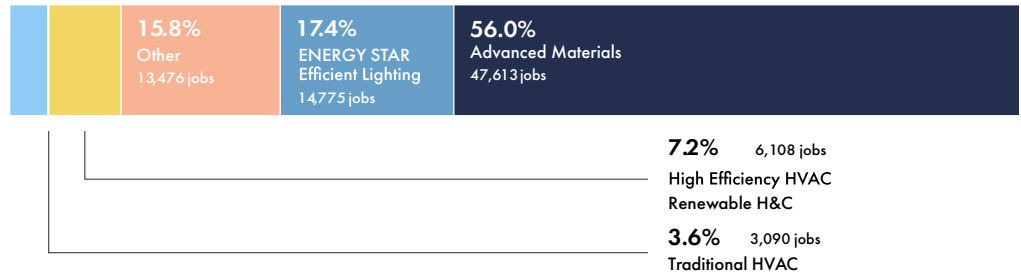 15.8%
Other
13,476 jobs
17.4%
ENERGY STAR
Efficient Lighting
14,775 jobs
56.0%
Advanced Materials
47,613 jobs
7.2% 6,108 jobs
High Efficiency HVAC
Renewable H&C
3.6% 3,090 jobs
Traditional HVAC